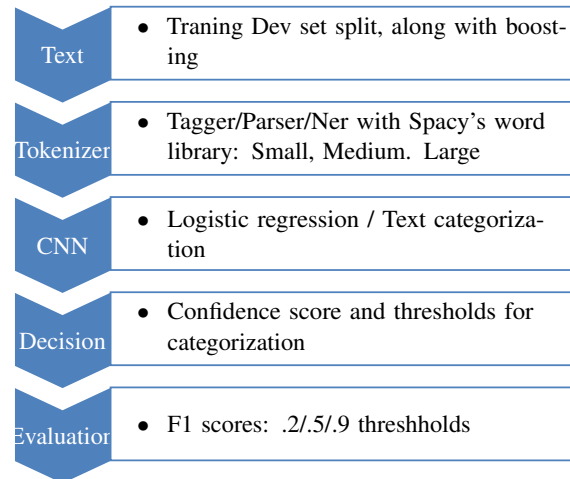 Text
• Traning Dev set split, along with boost-
ing
Tokenizer
• Tagger/Parser/Ner with Spacy's word
library: Small, Medium. Large
CNN
• Logistic regression / Text categoriza-
tion
Decision
• Confidence score and thresholds for
categorization
Evaluation
• F1 scores: .2/.5/.9 threshholds